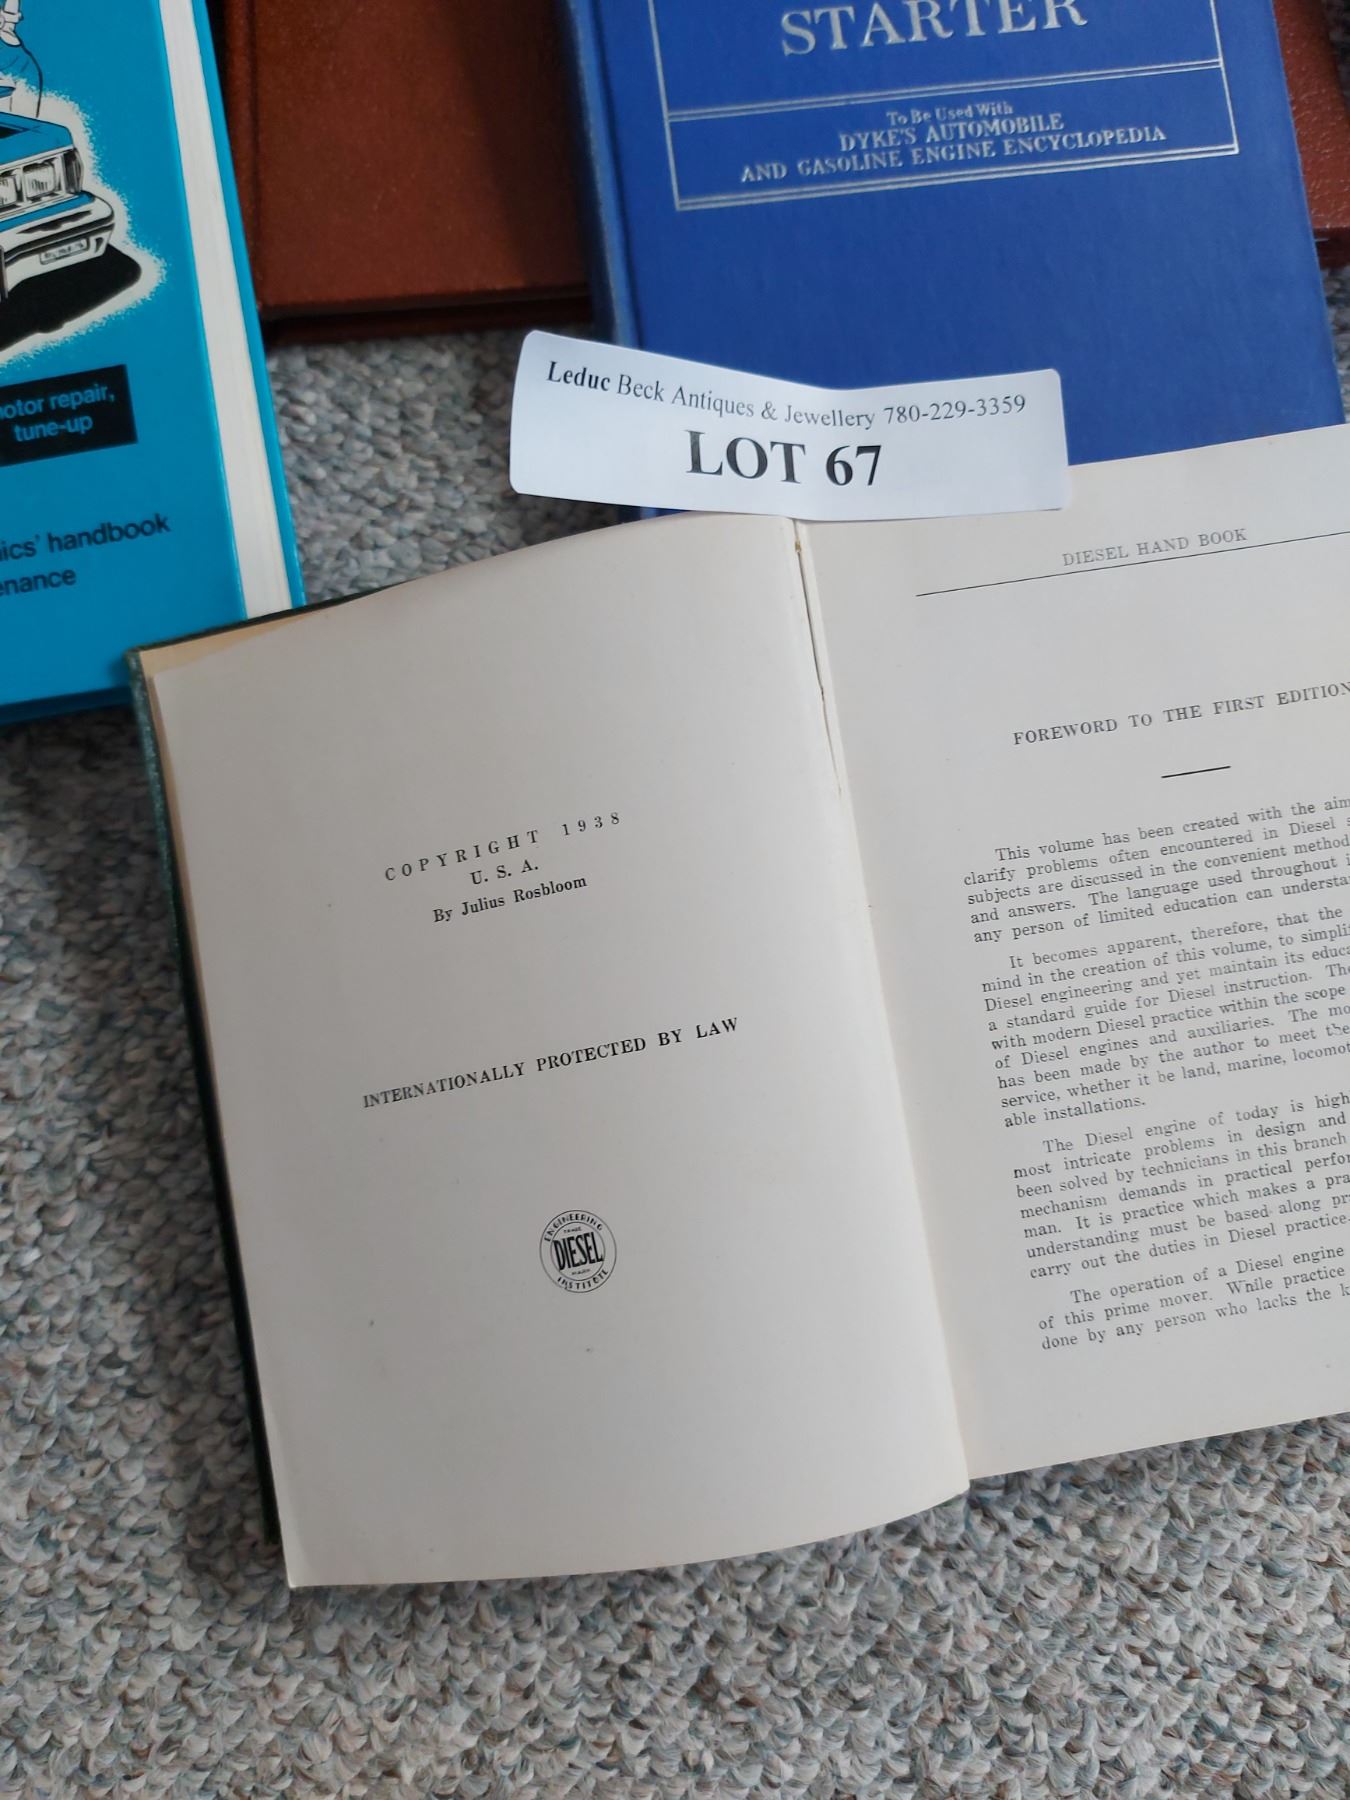 STARTER
To Be Used With
DYKE'S AUTOMOBILE
AND GASOLINE ENGINE ENCYCLOPEDIA
repair,
tune-up
handbook
Leduc Beck Antiques & Jewellery 780-229-3359
LOT 67
COPYRIGHT 1938
U. S. A.
By Julius Rosbloom
INTERNATIONALLY PROTECTED BY LAW
ENGINEERING
TRADE
DIESEL
MARK
INSTITUTE
DIESEL HAND BOOK
FOREWORD TO THE FIRST EDITION
This volume has been created with the aim
clarify problems often encountered in Diesel
subjects are discussed in the convenient method
and answers. The language used throughout
any person of limited education can
It becomes apparent, therefore, that the
mind in the creation of this volume, to
Diesel engineering and yet maintain its
a standard guide for Diesel instruction.
with modern Diesel practice within the scope
of Diesel engines and auxiliaries. The
has been made by the author to meet the
service, whether it be land, marine,
able installations.
The Diesel engine of today is
most intricate problems in design and
been solved by technicians in this branch
mechanism demands in practical
man. It is practice which makes a
understanding must be based along
carry out the duties in Diesel practice
The operation of a Diesel engine
of this prime mover. While practice
done by any person who lacks the